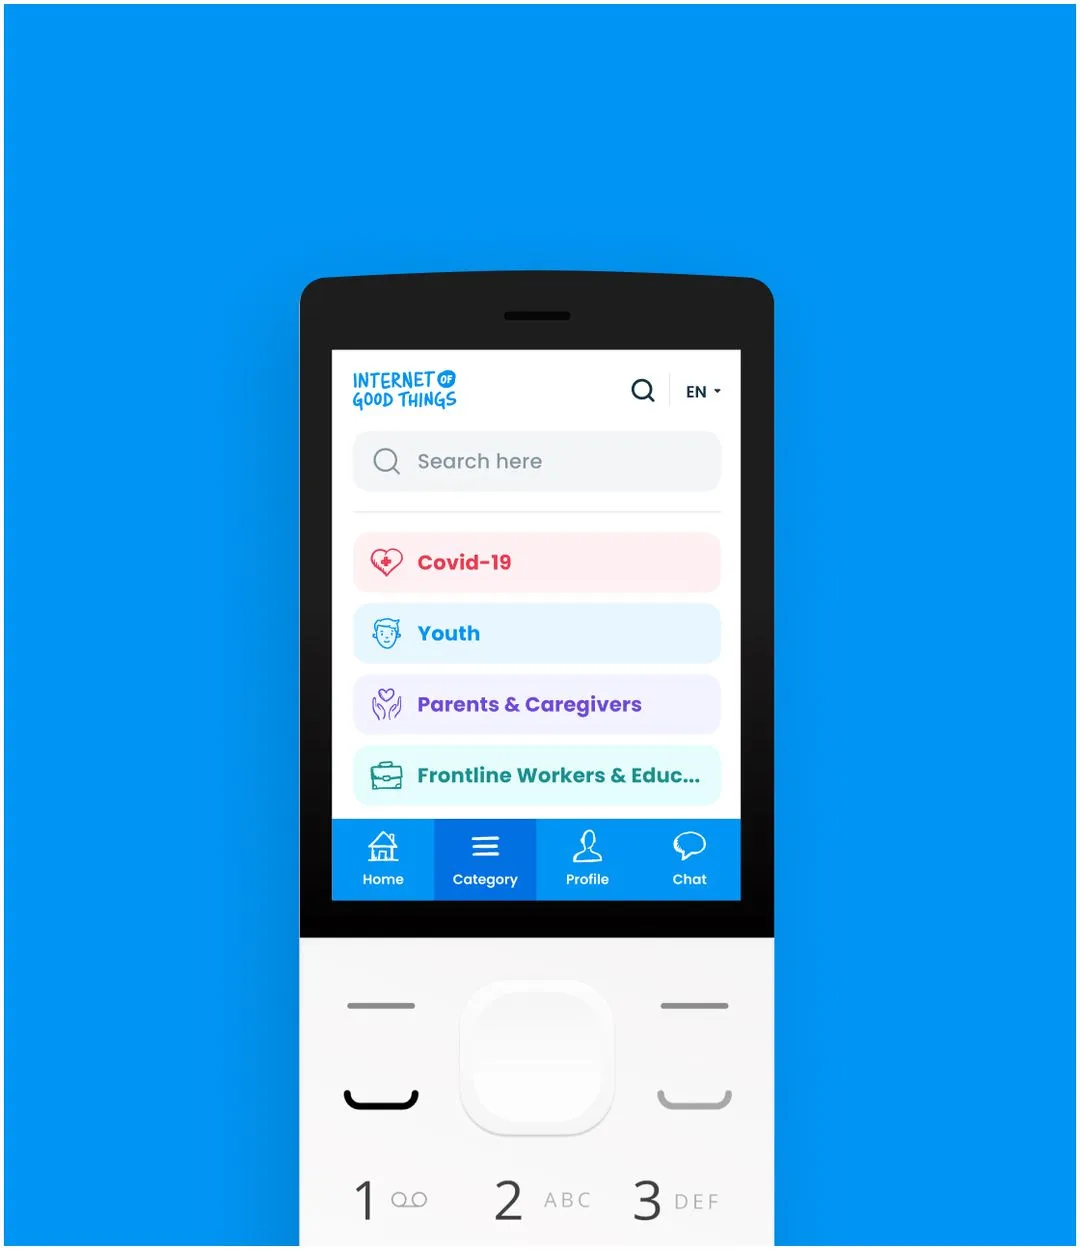 INTERNET OF
GOOD THINGS
EN
Search here
Covid-19
Youth
Parents & Caregivers
Frontline Workers & Educ...
Home Category Profile Chat
1 2 ABC 3 DEF